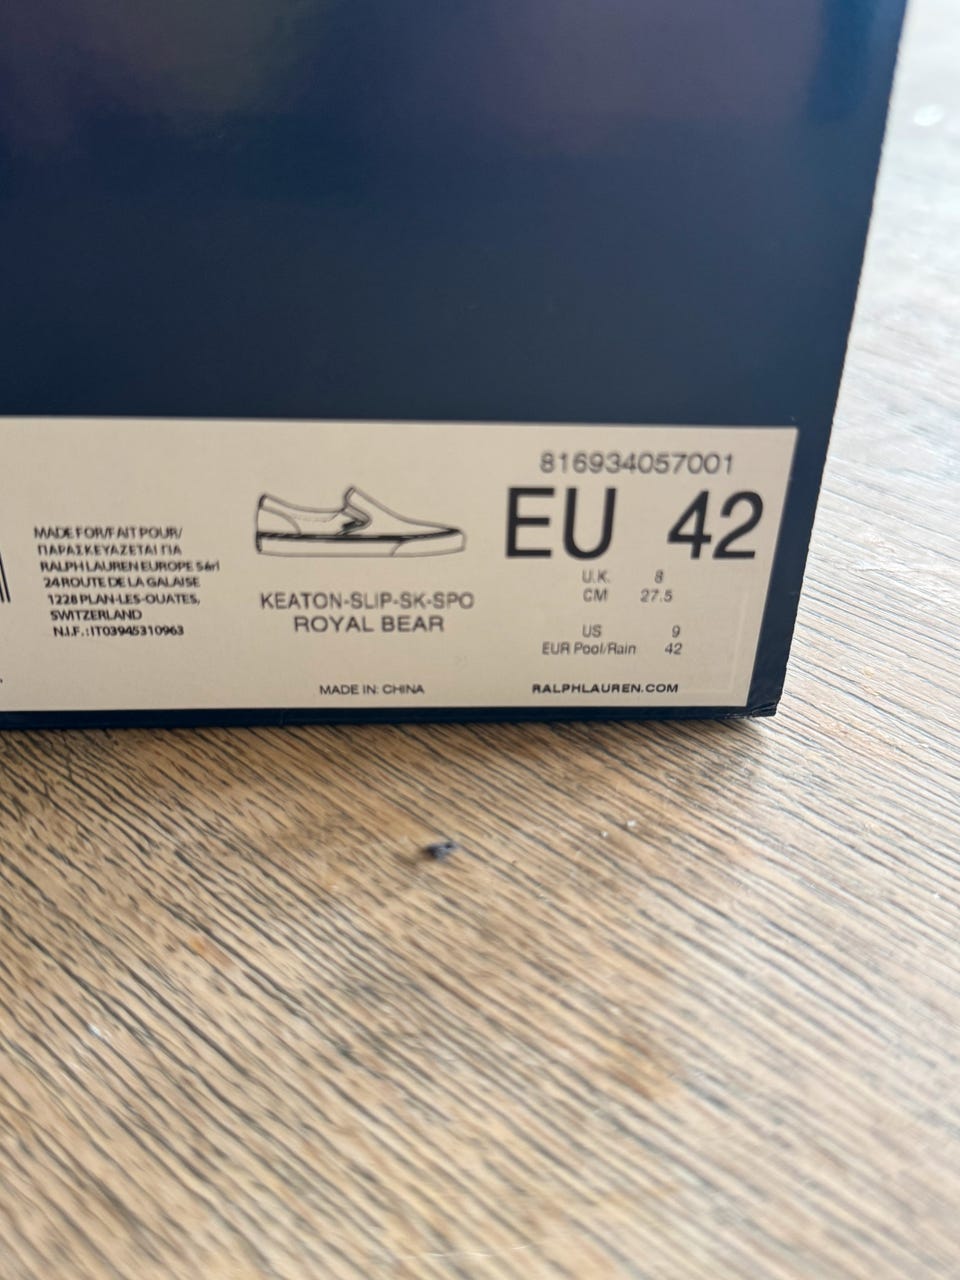 816934057001
EU 42
U.K. 8
CM 27.5
US 9
EUR Pool/Rain 42
RALPHLAUREN.COM
KEATON-SLIP-SK-SPO
ROYAL BEAR
MADE IN: CHINA
MADE FOR/FAIT POUR/
ΠΑΡΑΣΚΕΥΑΖΕΤΑΙ ΓΙΑ
RALPH LAUREN EUROPE Sàrl
24 ROUTE DE LA GALAISE
1228 PLAN-LES-OUATES,
SWITZERLAND
N.I.F.:IT03945310963